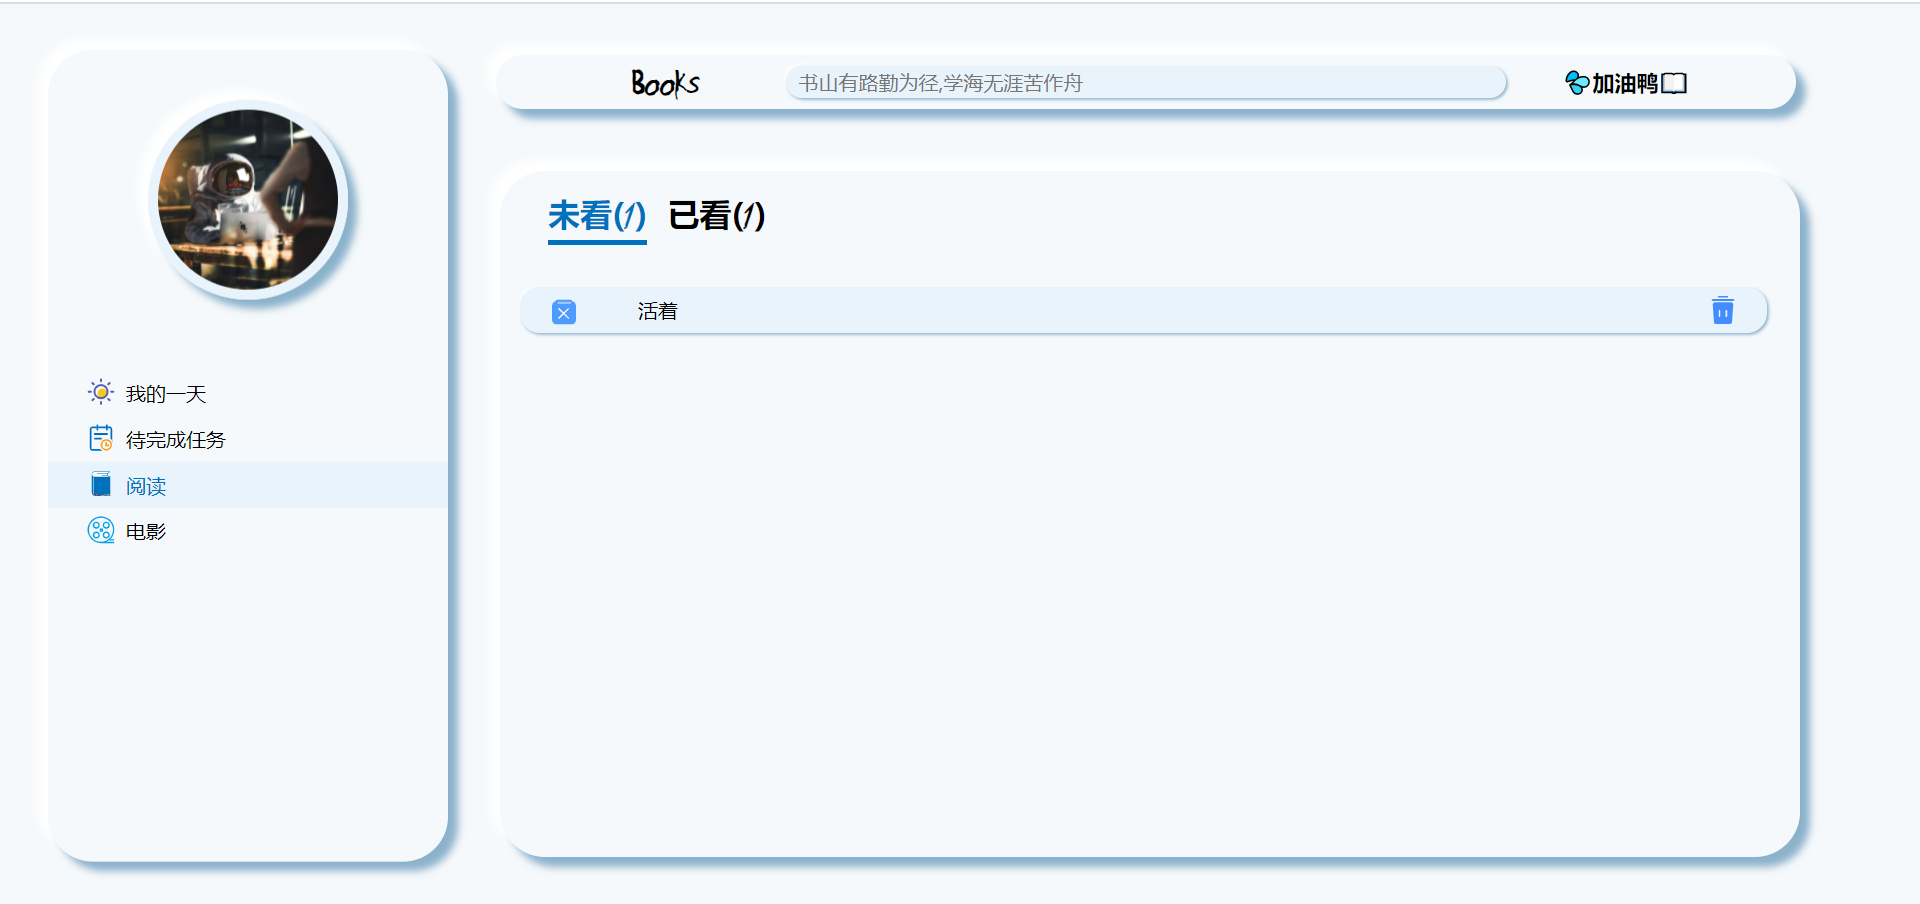 Books
书山有路勤为径,学海无涯苦作舟
加油鸭
未看(1) 已看(1)
活着
我的一天
待完成任务
阅读
电影